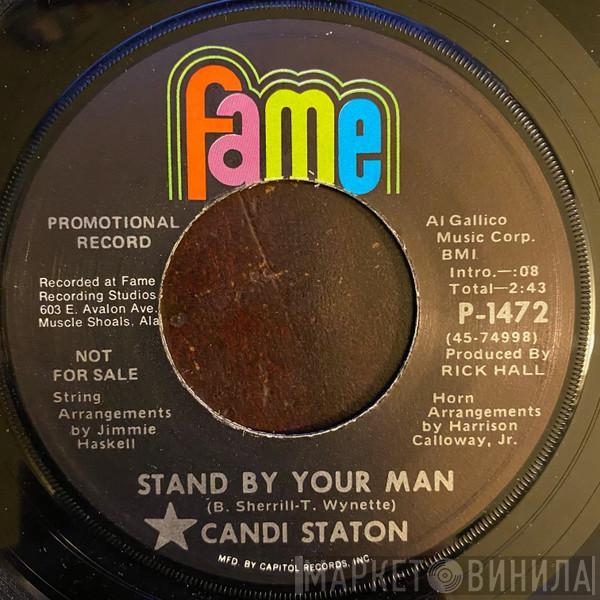 fame
PROMOTIONAL
RECORD
Recorded at Fame
Recording Studios
603 E. Avalon Ave.
Muscle Shoals, Ala
NOT
FOR SALE
String
Arrangements
by Jimmie
Haskell
Al Gallico
Music Corp.
BMI
Intro.—:08
Total—2:43
P-1472
(45-74998)
Produced By
RICK HALL
Horn
Arrangements
by Harrison
Calloway, Jr.
STAND BY YOUR MAN
(B. Sherrill-T. Wynette)
CANDI STATON
MFD. BY CAPITOL RECORDS, INC.
МАРКЕТ ВИНИЛА